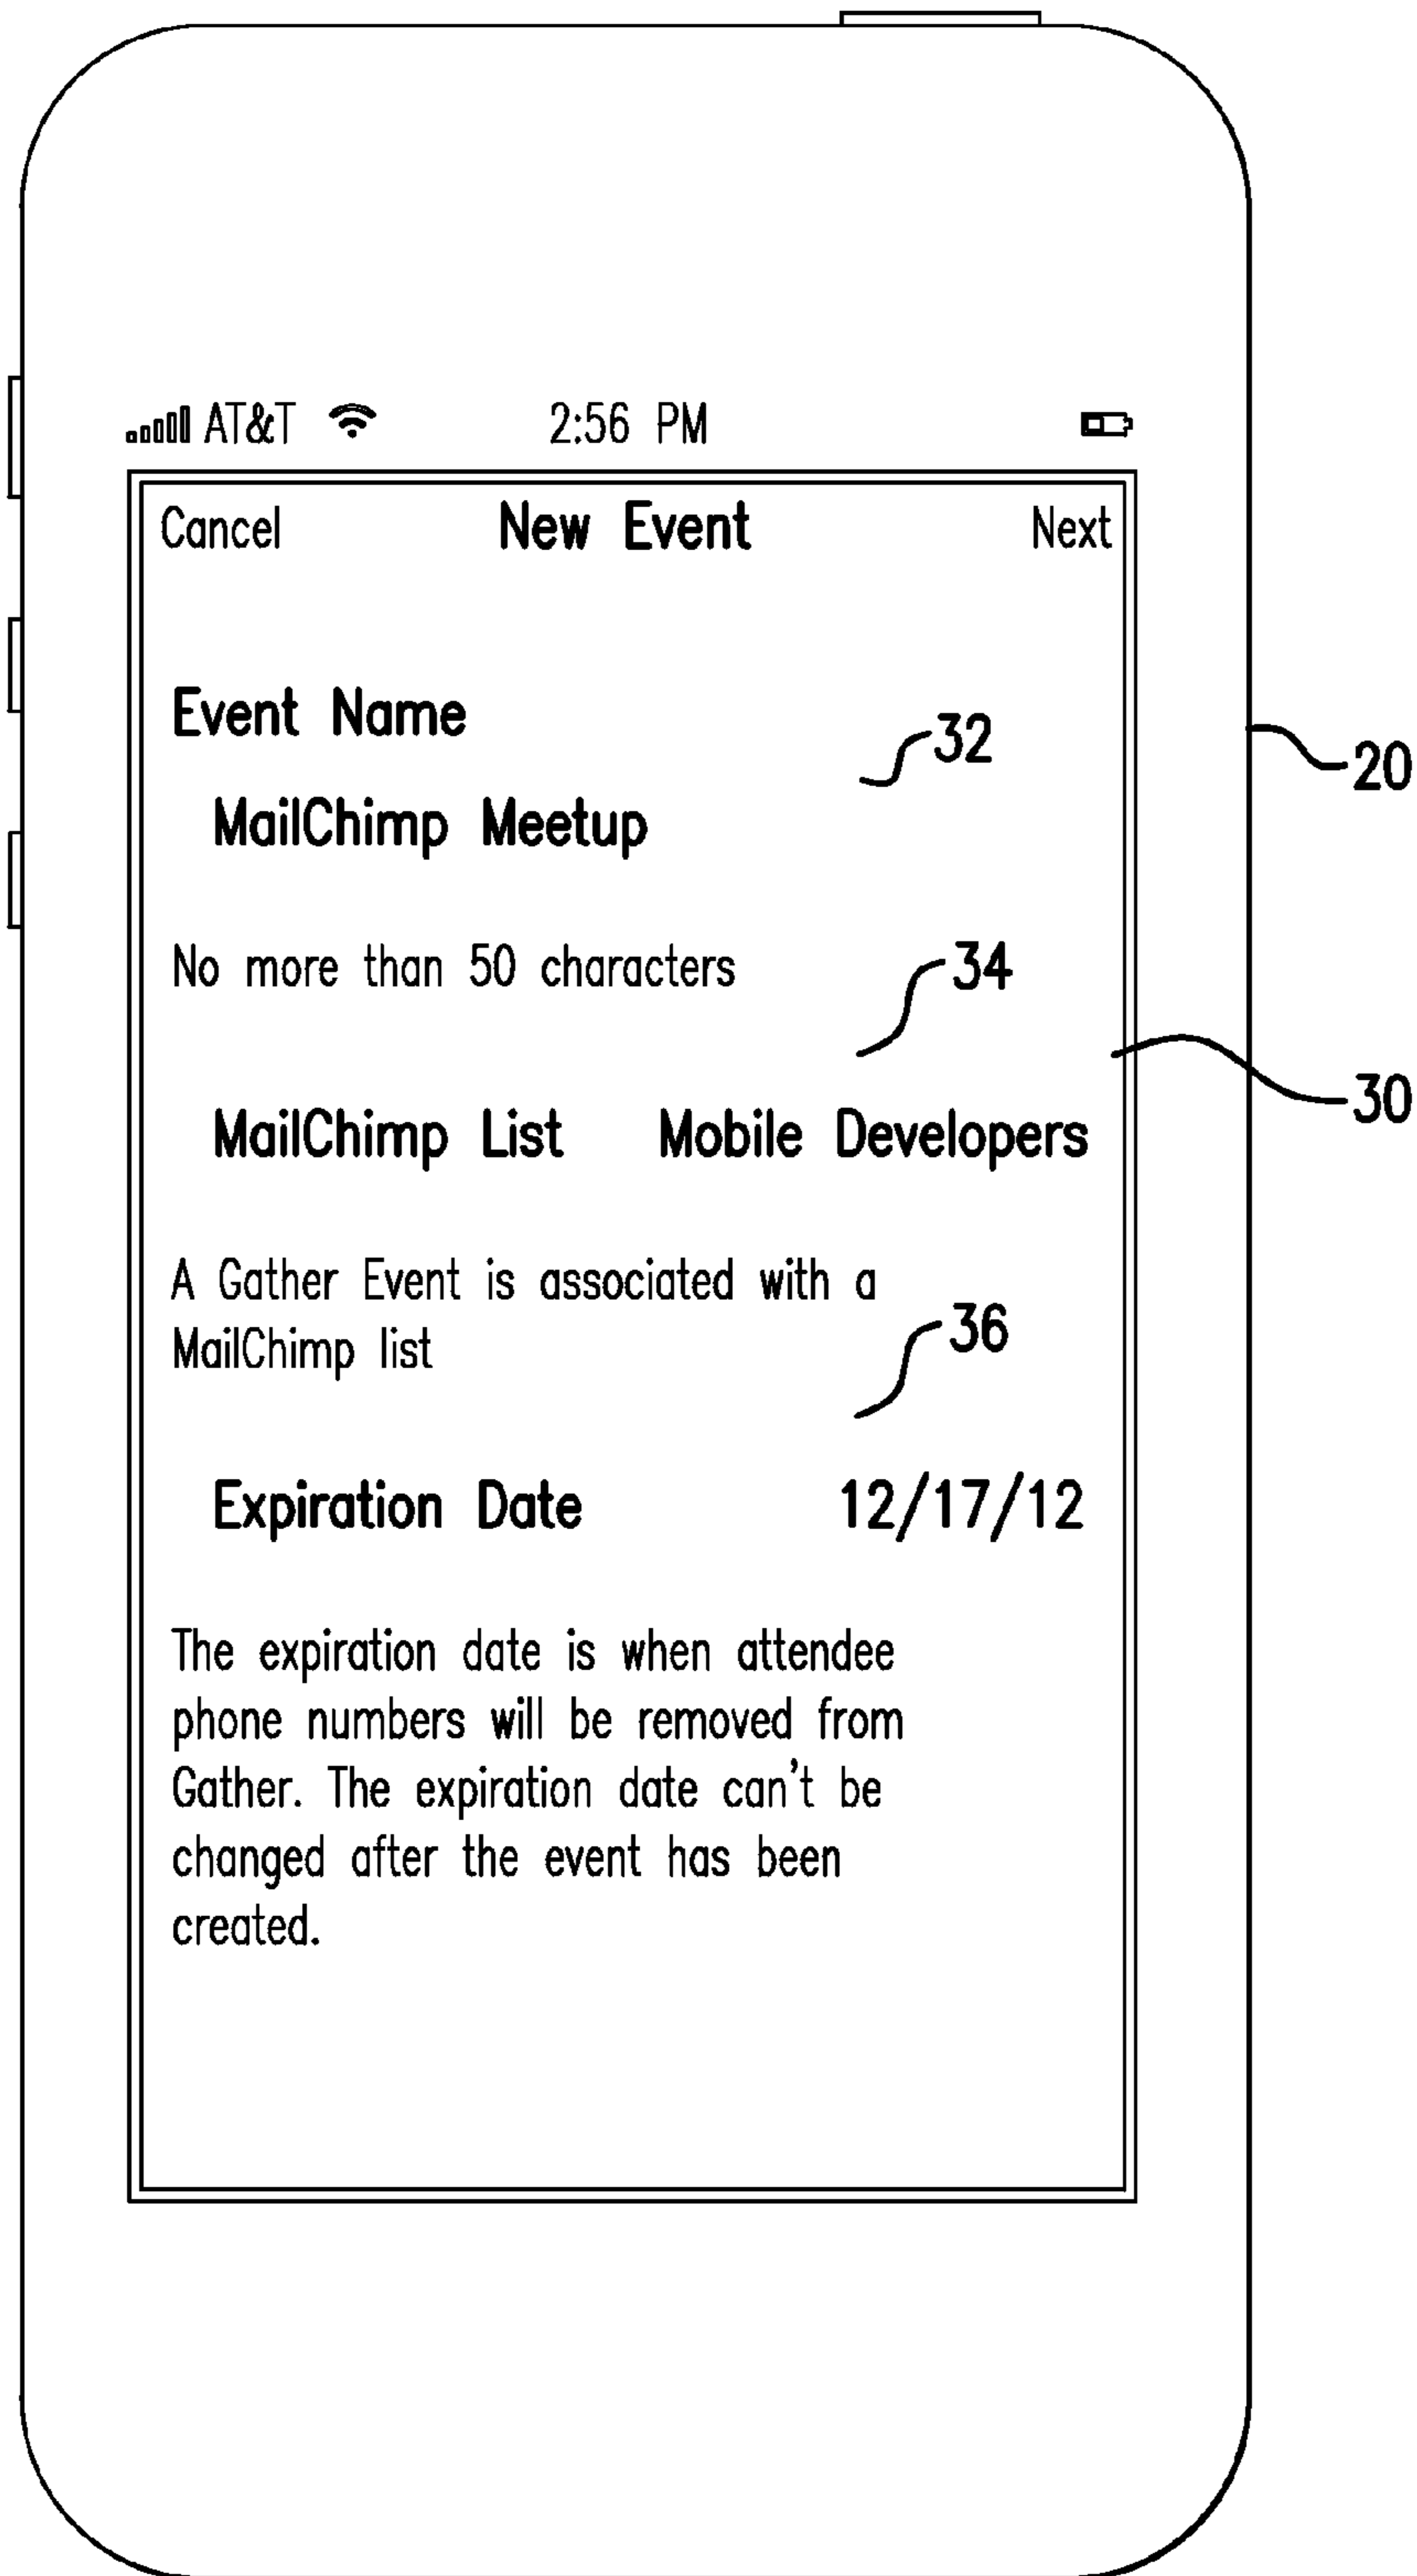 AT&T 2:56 PM
Cancel New Event Next
Event Name
32
20
MailChimp Meetup
No more than 50 characters
34
30
MailChimp List Mobile Developers
A Gather Event is associated with a
MailChimp list
36
Expiration Date 12/17/12
The expiration date is when attendee
phone numbers will be removed from
Gather. The expiration date can't be
changed after the event has been
created.